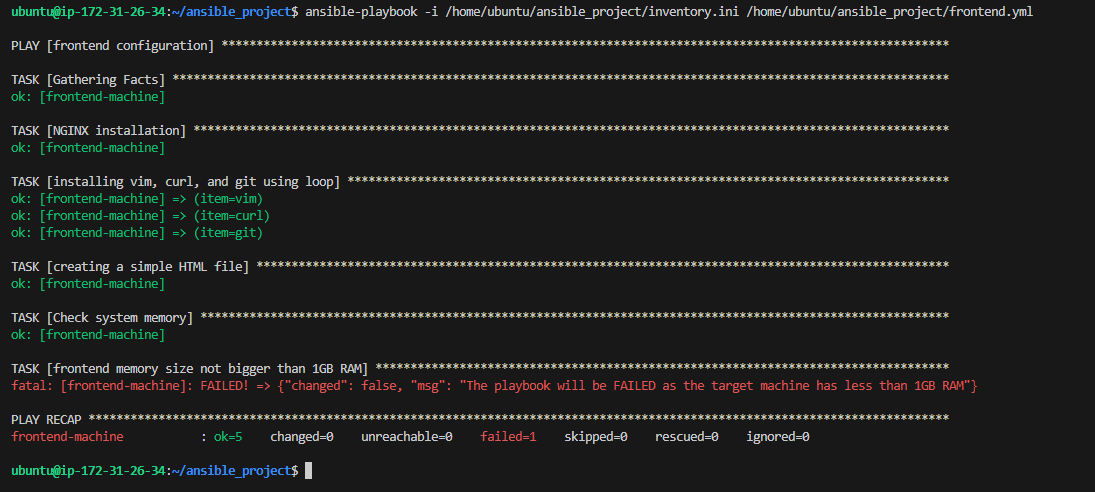 ubuntu@ip-172-31-26-34:~/ansible_project$ ansible-playbook -i /home/ubuntu/ansible_project/inventory.ini /home/ubuntu/ansible_project/frontend.yml
PLAY [frontend configuration] ********************************************************************************************************
TASK [Gathering Facts] ***************************************************************************************************************
ok: [frontend-machine]
TASK [NGINX installation] ************************************************************************************************************
ok: [frontend-machine]
TASK [installing vim, curl, and git using loop] **************************************************************************************
ok: [frontend-machine] => (item=vim)
ok: [frontend-machine] => (item=curl)
ok: [frontend-machine] => (item=git)
TASK [creating a simple HTML file] ***************************************************************************************************
ok: [frontend-machine]
TASK [Check system memory] ***********************************************************************************************************
ok: [frontend-machine]
TASK [frontend memory size not bigger than 1GB RAM] **********************************************************************************
fatal: [frontend-machine]: FAILED! => {"changed": false, "msg": "The playbook will be FAILED as the target machine has less than 1GB RAM"}
PLAY RECAP ***************************************************************************************************************************
frontend-machine           : ok=5    changed=0    unreachable=0    failed=1    skipped=0    rescued=0    ignored=0
ubuntu@ip-172-31-26-34:~/ansible_project$